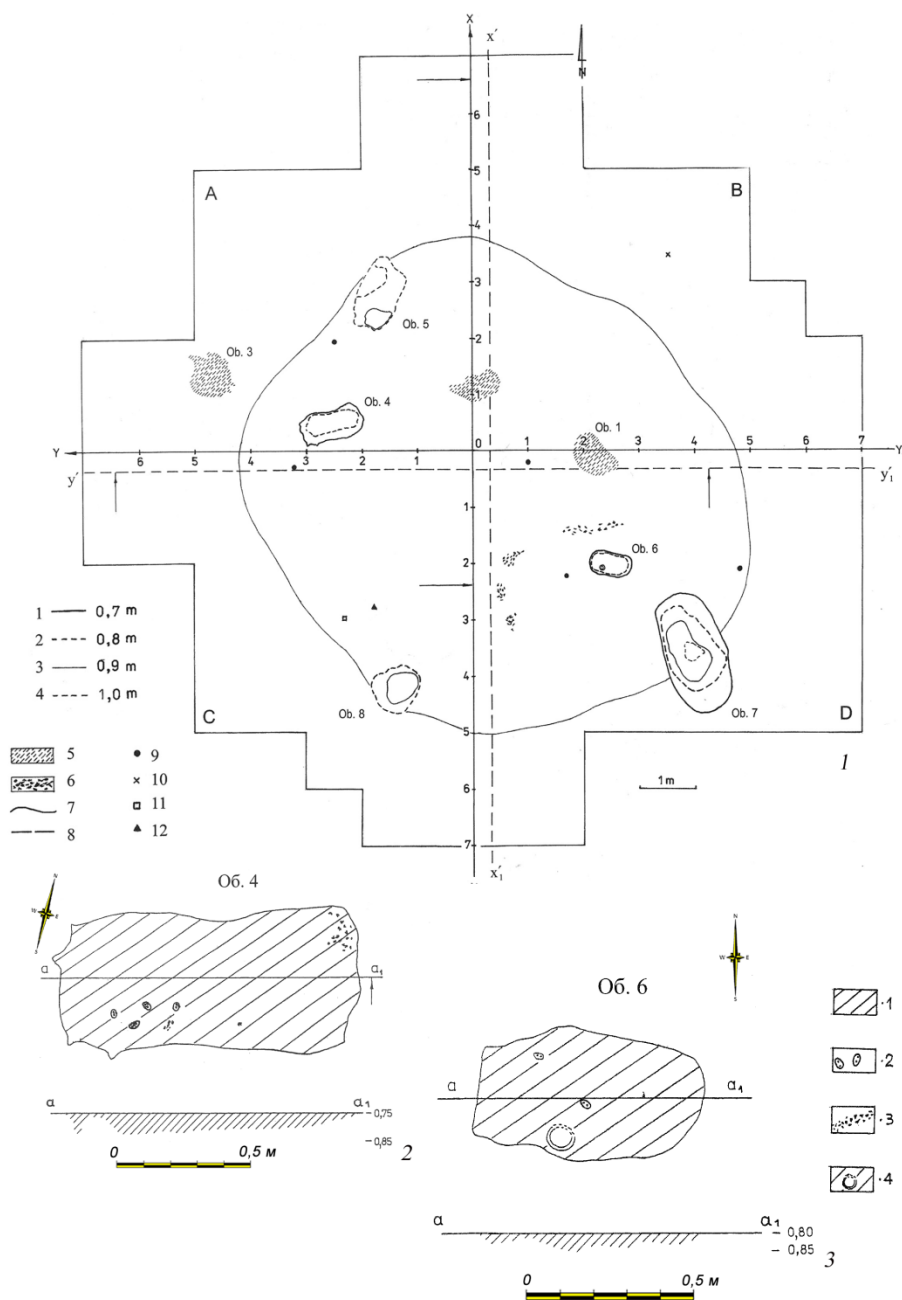 X
x′
N
6
5
A
B
4
3
Ob. 5
2
Ob. 3
1
Ob. 4
Ob. 1
Y
6
5
4
3
2
1
0
1
2
3
4
5
6
7
Y
y′
y′₁
1
2
Ob. 6
3
4
Ob. 8
Ob. 7
C
D
5
6
7
x′₁
1
1 m
1 0,7 m
2 0,8 m
3 0,9 m
4 1,0 m
5
6
7
8
9
10
11
12
Об. 4
N
W E
S
a a₁
a a₁
0,75
0,85
2
0 0,5 м
Об. 6
N
W E
S
a a₁
a a₁
0,80
0,85
3
0 0,5 м
1
2
3
4